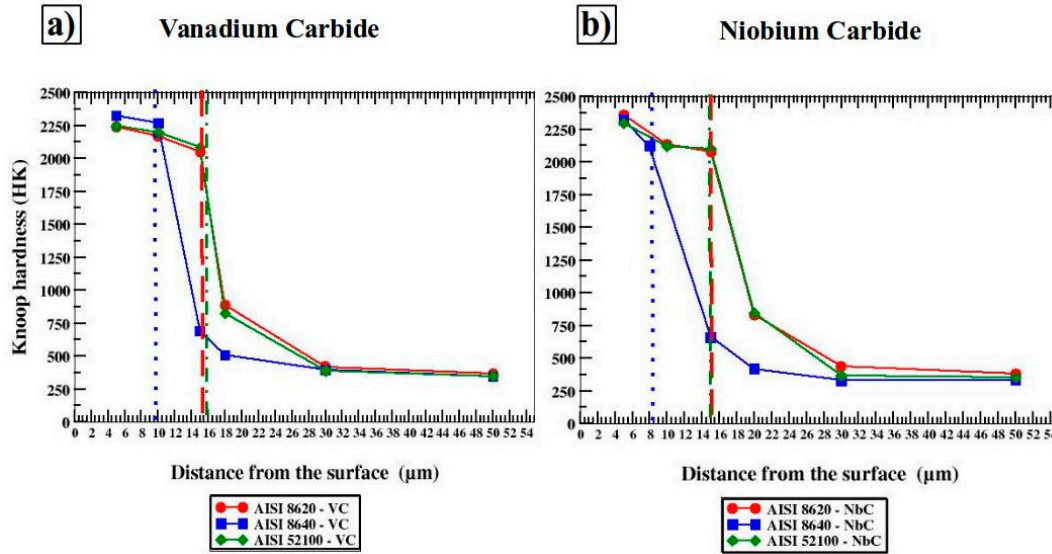 a) Vanadium Carbide
Knoop hardness (HK)
2500
2250
2000
1750
1500
1250
1000
750
500
250
0
0 2 4 6 8 10 12 14 16 18 20 22 24 26 28 30 32 34 36 38 40 42 44 46 48 50 52 54
Distance from the surface (μm)
AISI 8620 - VC
AISI 8640 - VC
AISI 52100 - VC
b) Niobium Carbide
2500
2250
2000
1750
1500
1250
1000
750
500
250
0
0 2 4 6 8 10 12 14 16 18 20 22 24 26 28 30 32 34 36 38 40 42 44 46 48 50 52 54
Distance from the surface (μm)
AISI 8620 - NbC
AISI 8640 - NbC
AISI 52100 - NbC